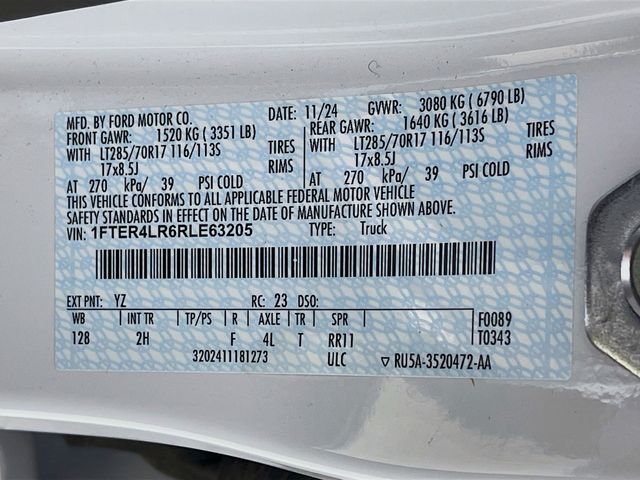 MFD. BY FORD MOTOR CO. DATE: 11/24 GVWR: 3080 KG ( 6790 LB)
FRONT GAWR: 1520 KG ( 3351 LB) REAR GAWR: 1640 KG ( 3616 LB)
WITH LT285/70R17 116/113S TIRES WITH LT285/70R17 116/113S TIRES
17x8.5J RIMS 17x8.5J RIMS
AT 270 kPa/ 39 PSI COLD AT 270 kPa/ 39 PSI COLD
THIS VEHICLE CONFORMS TO ALL APPLICABLE FEDERAL MOTOR VEHICLE
SAFETY STANDARDS IN EFFECT ON THE DATE OF MANUFACTURE SHOWN ABOVE.
VIN: 1FTER4LR6RLE63205 TYPE: Truck
EXT PNT: YZ RC: 23 DSO:
WB INT TR TP/PS R AXLE TR SPR F0089
128 2H F 4L T RR11 T0343
3202411181273 ULC ▽ RU5A-3520472-AA